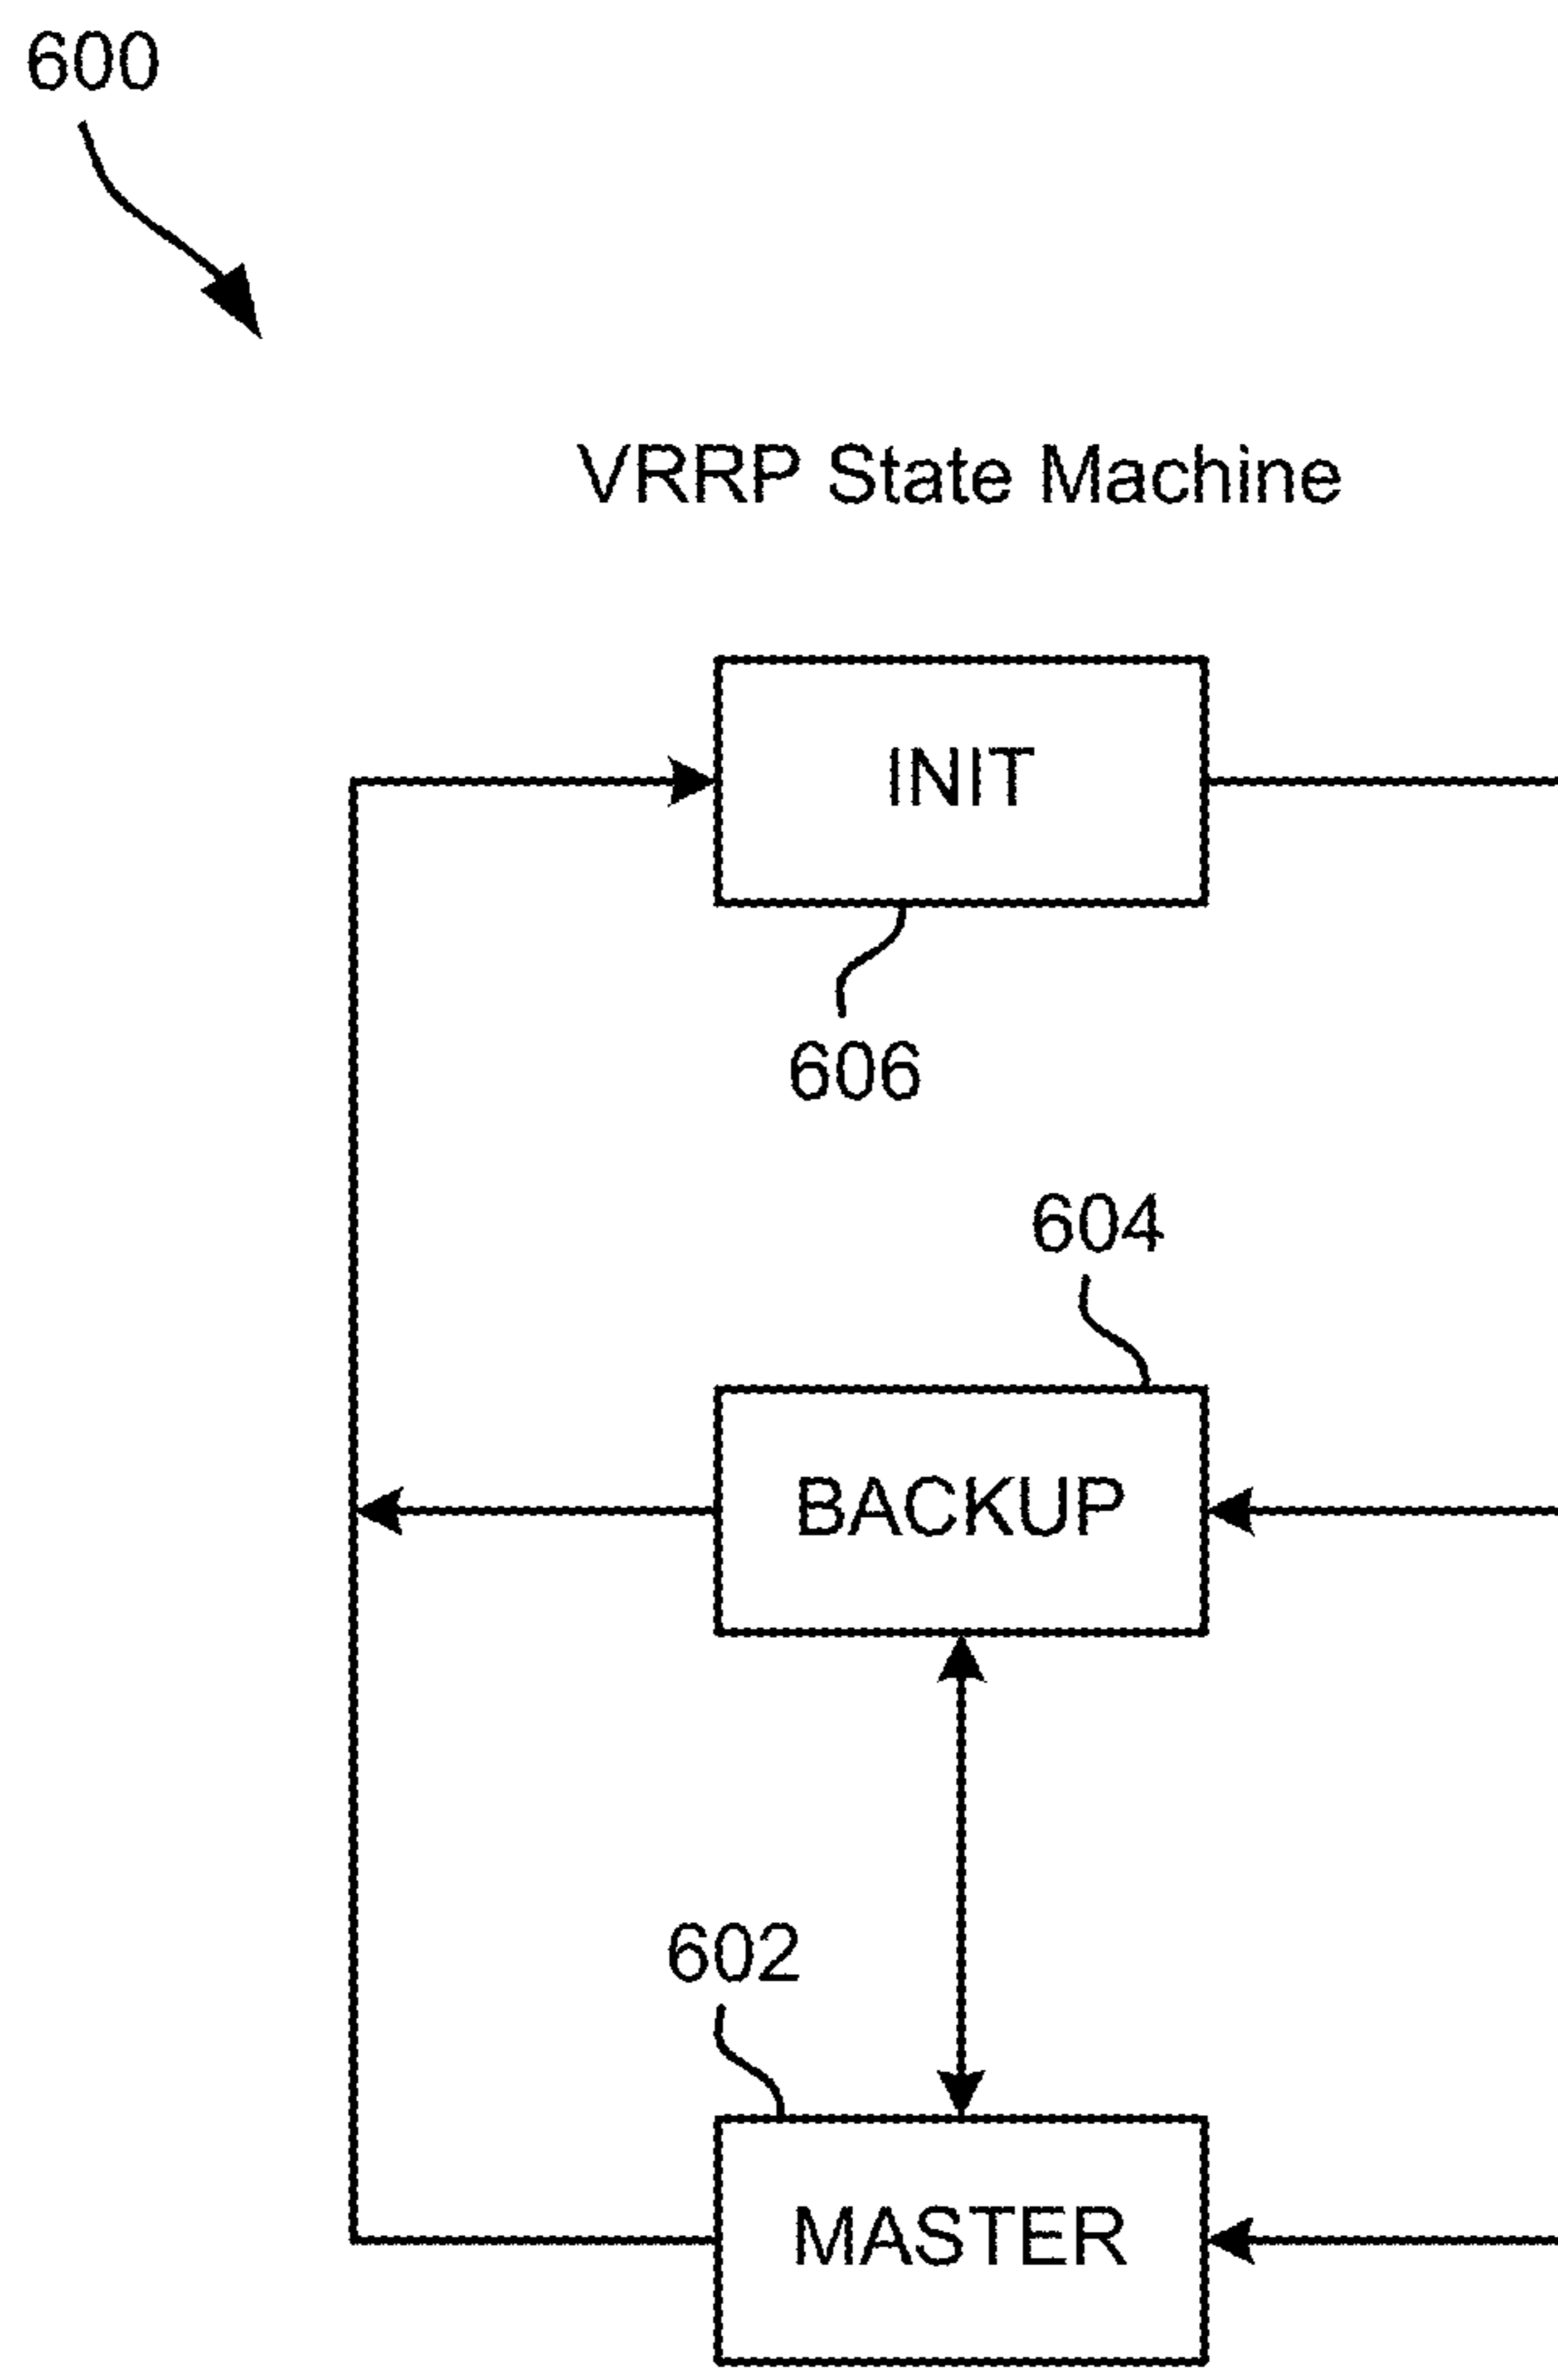 600
VRRP State Machine
INIT
606
604
BACKUP
602
MASTER